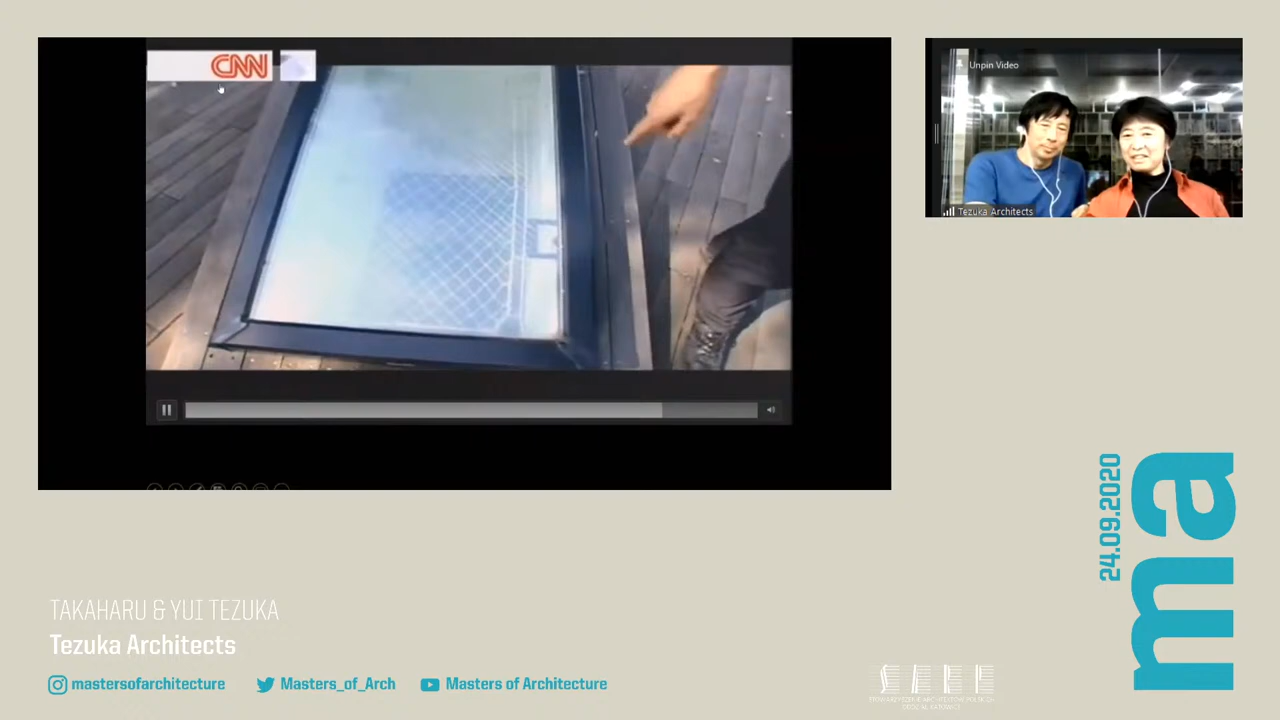 CNN
Unpin Video
Tezuka Architects
24.09.2020
ma
TAKAHARU & YUI TEZUKA
Tezuka Architects
mastersofarchitecture
Masters_of_Arch
Masters of Architecture